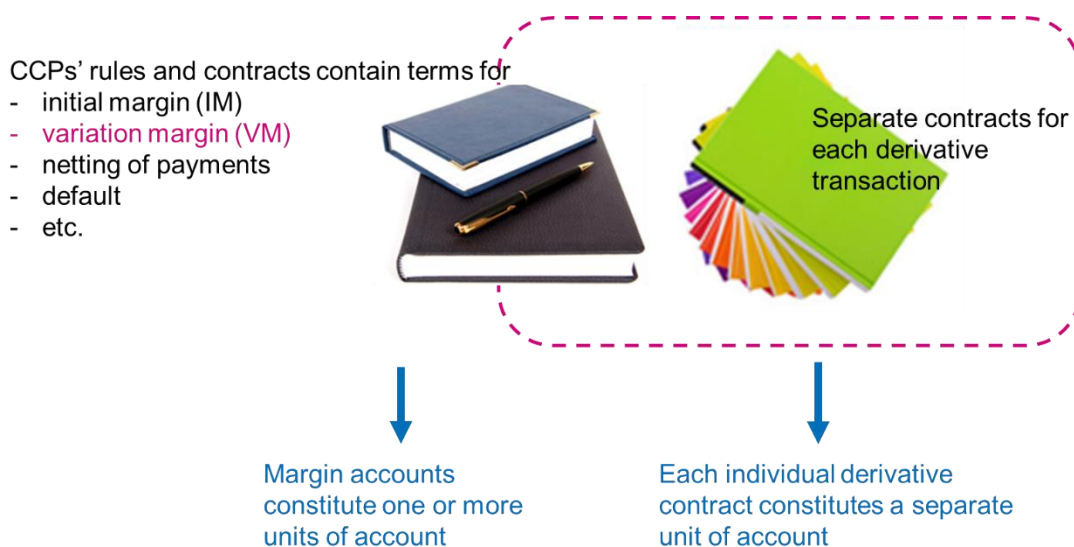 CCPs’ rules and contracts contain terms for
- initial margin (IM)
- variation margin (VM)
- netting of payments
- default
- etc.
Separate contracts for
each derivative
transaction
Margin accounts
constitute one or more
units of account
Each individual derivative
contract constitutes a separate
unit of account